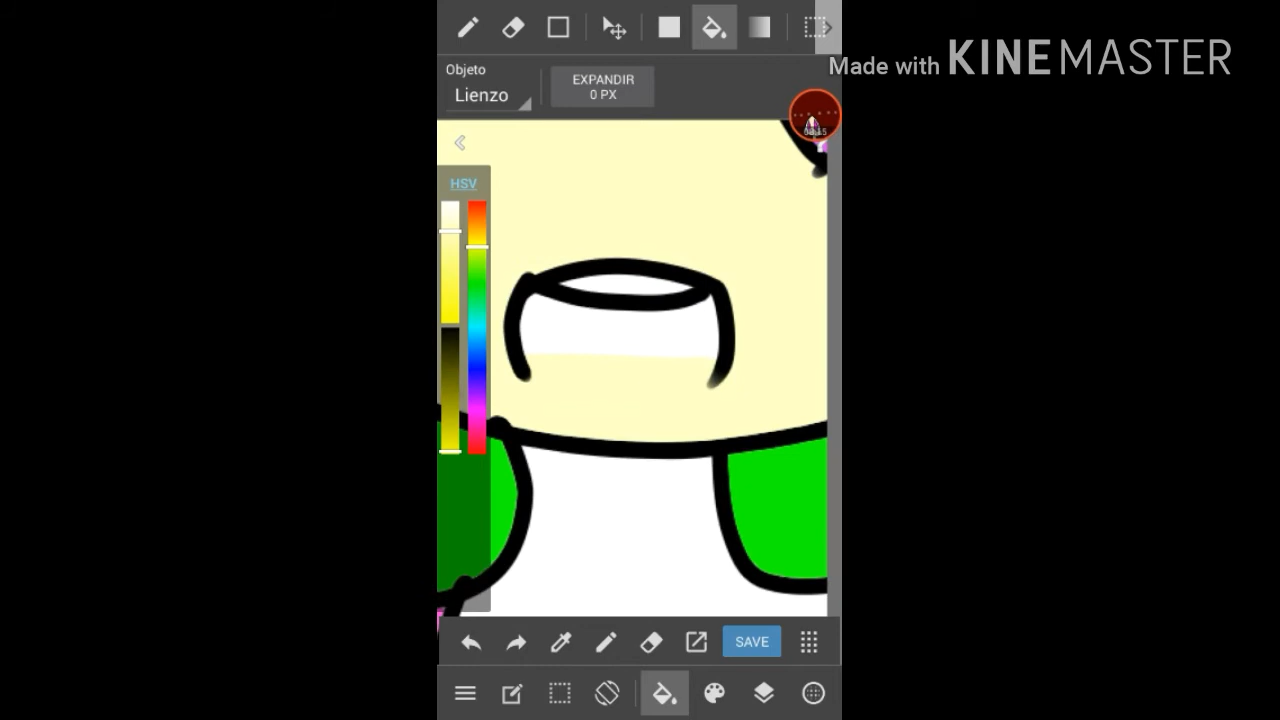 Made with KINEMASTER
Objeto
Lienzo
EXPANDIR
0 PX
HSV
SAVE